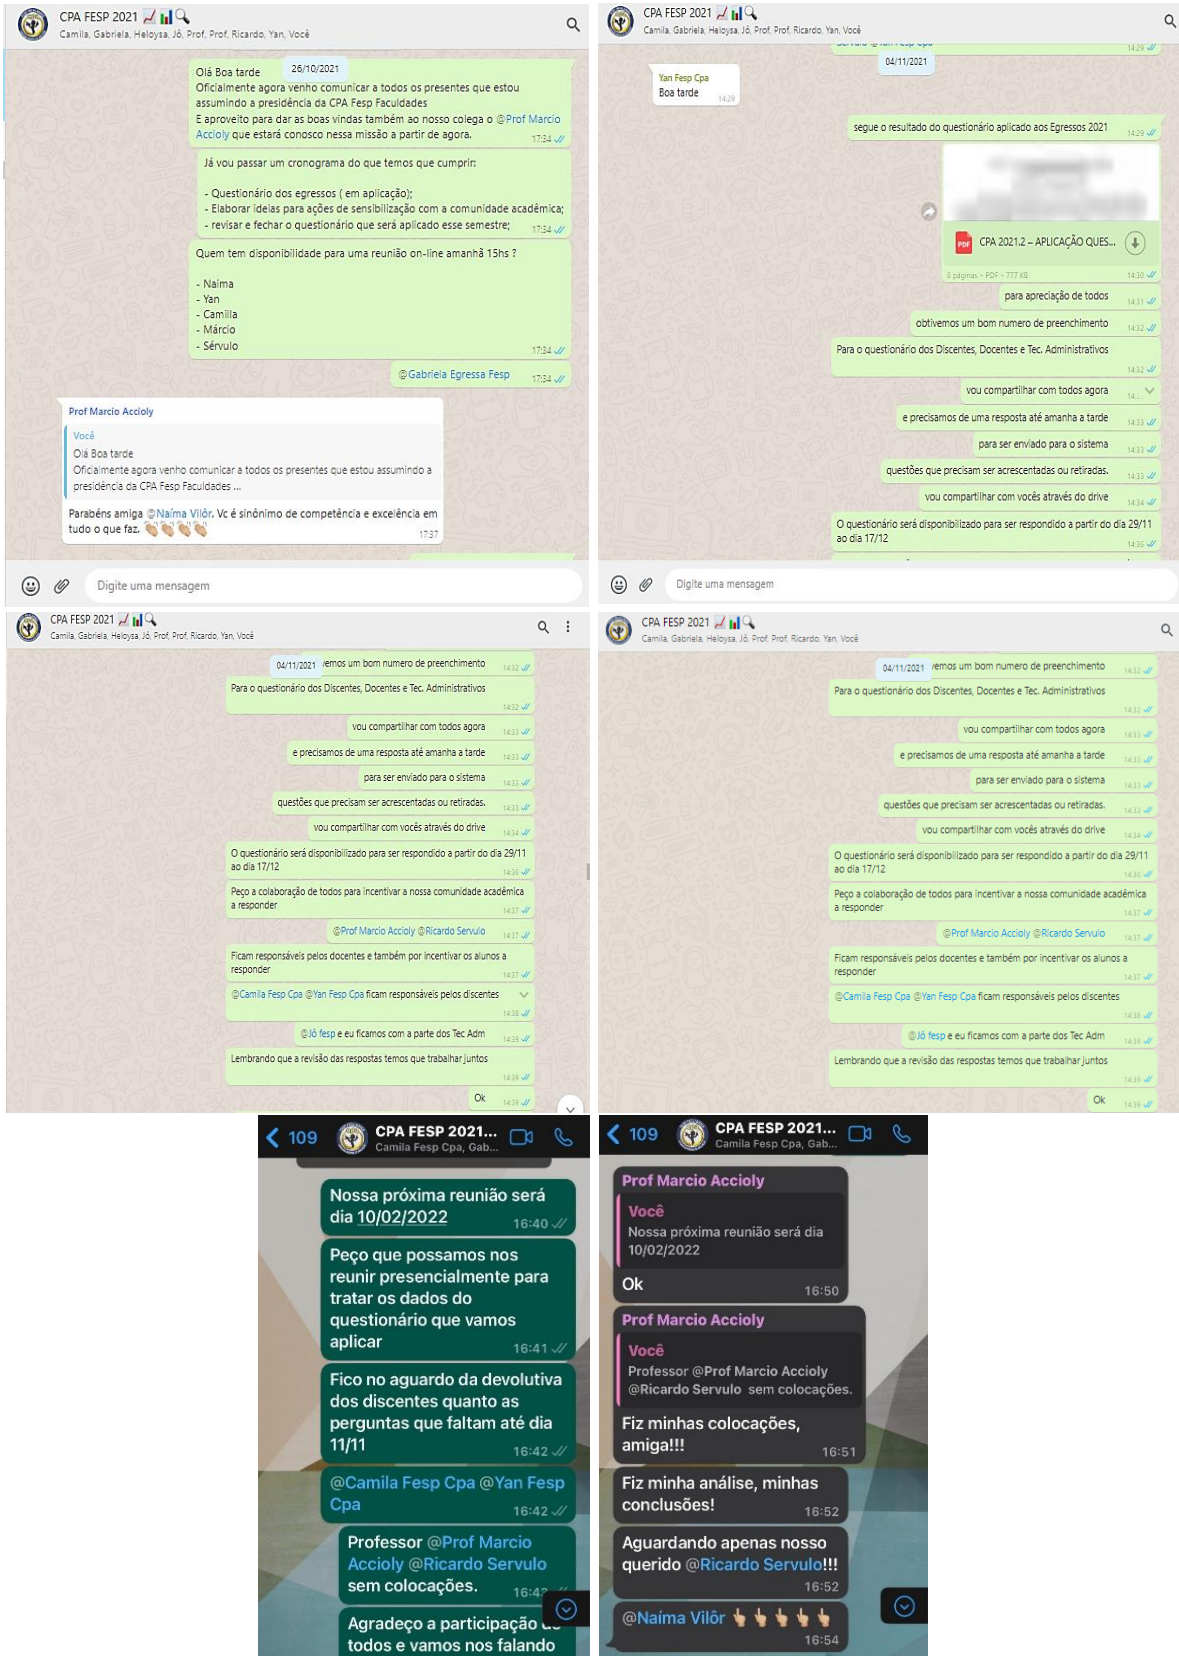 CPA FESP 2021
Camila, Gabriela, Heloysa, Jô, Prof, Prof, Ricardo, Yan, Você
26/10/2021
Olá Boa tarde
Oficialmente agora venho comunicar a todos os presentes que estou
assumindo a presidência da CPA Fesp Faculdades
E aproveito para dar as boas vindas também ao nosso colega o @Prof Marcio
Accioly que estará conosco nessa missão a partir de agora.
17:34
Já vou passar um cronograma do que temos que cumprir:
- Questionário dos egressos ( em aplicação);
- Elaborar ideias para ações de sensibilização com a comunidade acadêmica;
- revisar e fechar o questionário que será aplicado esse semestre;
17:34
Quem tem disponibilidade para uma reunião on-line amanhã 15hs ?
- Naima
- Yan
- Camilla
- Márcio
- Sérvulo
17:34
@Gabriela Egressa Fesp 17:34
Prof Marcio Accioly
Você
Olá Boa tarde
Oficialmente agora venho comunicar a todos os presentes que estou assumindo a
presidência da CPA Fesp Faculdades ...
Parabéns amiga @Naíma Vilôr. Vc é sinônimo de competência e excelência em
tudo o que faz. 👏🏼👏🏼👏🏼👏🏼
17:37
Digite uma mensagem
CPA FESP 2021
Camila, Gabriela, Heloysa, Jô, Prof, Prof, Ricardo, Yan, Você
14:29
04/11/2021
Yan Fesp Cpa
Boa tarde 14:29
segue o resultado do questionário aplicado aos Egressos 2021 14:29
PDF CPA 2021.2 – APLICAÇÃO QUES...
6 páginas • PDF • 777 KB 14:30
para apreciação de todos 14:31
obtivemos um bom numero de preenchimento 14:32
Para o questionário dos Discentes, Docentes e Tec. Administrativos
14:32
vou compartilhar com todos agora
e precisamos de uma resposta até amanha a tarde 14:33
para ser enviado para o sistema 14:33
questões que precisam ser acrescentadas ou retiradas. 14:33
vou compartilhar com vocês através do drive 14:34
O questionário será disponibilizado para ser respondido a partir do dia 29/11
ao dia 17/12
14:36
Digite uma mensagem
CPA FESP 2021
Camila, Gabriela, Heloysa, Jô, Prof, Prof, Ricardo, Yan, Você
04/11/2021
vemos um bom numero de preenchimento 14:32
Para o questionário dos Discentes, Docentes e Tec. Administrativos
14:32
vou compartilhar com todos agora 14:33
e precisamos de uma resposta até amanha a tarde 14:33
para ser enviado para o sistema 14:33
questões que precisam ser acrescentadas ou retiradas. 14:33
vou compartilhar com vocês através do drive 14:34
O questionário será disponibilizado para ser respondido a partir do dia 29/11
ao dia 17/12
14:36
Peço a colaboração de todos para incentivar a nossa comunidade acadêmica
a responder
14:37
@Prof Marcio Accioly @Ricardo Servulo 14:37
Ficam responsáveis pelos docentes e também por incentivar os alunos a
responder
14:37
@Camila Fesp Cpa @Yan Fesp Cpa ficam responsáveis pelos discentes
14:38
@Jô fesp e eu ficamos com a parte dos Tec Adm 14:39
Lembrando que a revisão das respostas temos que trabalhar juntos
14:39
Ok 14:39
CPA FESP 2021
Camila, Gabriela, Heloysa, Jô, Prof, Prof, Ricardo, Yan, Você
04/11/2021
vemos um bom numero de preenchimento 14:32
Para o questionário dos Discentes, Docentes e Tec. Administrativos
14:32
vou compartilhar com todos agora 14:33
e precisamos de uma resposta até amanha a tarde 14:33
para ser enviado para o sistema 14:33
questões que precisam ser acrescentadas ou retiradas. 14:33
vou compartilhar com vocês através do drive 14:34
O questionário será disponibilizado para ser respondido a partir do dia 29/11
ao dia 17/12
14:36
Peço a colaboração de todos para incentivar a nossa comunidade acadêmica
a responder
14:37
@Prof Marcio Accioly @Ricardo Servulo 14:37
Ficam responsáveis pelos docentes e também por incentivar os alunos a
responder
14:37
@Camila Fesp Cpa @Yan Fesp Cpa ficam responsáveis pelos discentes
14:38
@Jô fesp e eu ficamos com a parte dos Tec Adm 14:39
Lembrando que a revisão das respostas temos que trabalhar juntos
14:39
Ok 14:39
109 CPA FESP 2021...
Camila Fesp Cpa, Gab...
Nossa próxima reunião será
dia 10/02/2022
16:40
Peço que possamos nos
reunir presencialmente para
tratar os dados do
questionário que vamos
aplicar
16:41
Fico no aguardo da devolutiva
dos discentes quanto as
perguntas que faltam até dia
11/11
16:42
@Camila Fesp Cpa @Yan Fesp
Cpa
16:42
Professor @Prof Marcio
Accioly @Ricardo Servulo
sem colocações.
Agradeço a participação de
todos e vamos nos falando
109 CPA FESP 2021...
Camila Fesp Cpa, Gab...
Prof Marcio Accioly
Você
Nossa próxima reunião será dia
10/02/2022
Ok
16:50
Prof Marcio Accioly
Você
Professor @Prof Marcio Accioly
@Ricardo Servulo sem colocações.
Fiz minhas colocações,
amiga!!!
16:51
Fiz minha análise, minhas
conclusões!
16:52
Aguardando apenas nosso
querido @Ricardo Servulo!!!
16:52
@Naíma Vilôr 👆🏼👆🏼👆🏼👆🏼👆🏼
16:54